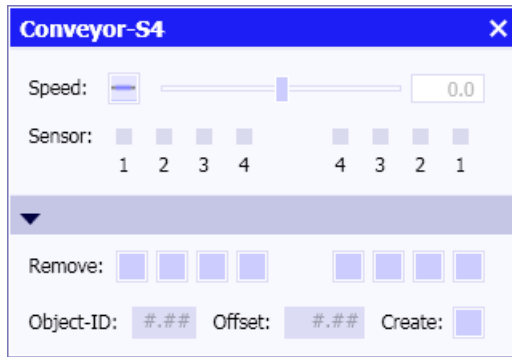 Conveyor-S4
Speed: 0.0
Sensor:
1 2 3 4 4 3 2 1
Remove:
Object-ID: #.## Offset: #.## Create: